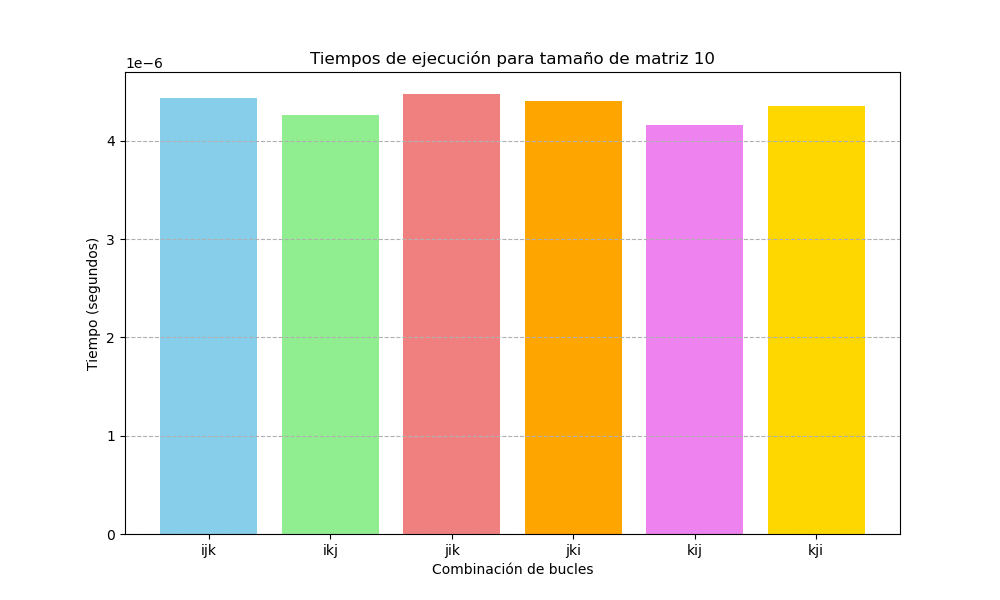 Tiempos de ejecución para tamaño de matriz 10
1e−6
4
3
2
1
0
Tiempo (segundos)
ijk ikj jik jki kij kji
Combinación de bucles